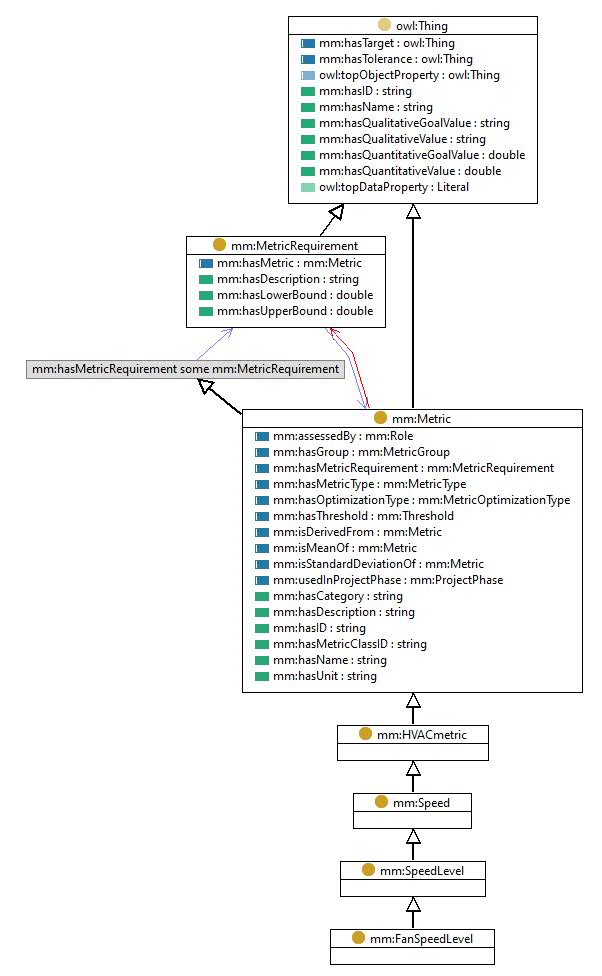 owl:Thing
mm:hasTarget : owl:Thing
mm:hasTolerance : owl:Thing
owl:topObjectProperty : owl:Thing
mm:hasID : string
mm:hasName : string
mm:hasQualitativeGoalValue : string
mm:hasQualitativeValue : string
mm:hasQuantitativeGoalValue : double
mm:hasQuantitativeValue : double
owl:topDataProperty : Literal
mm:MetricRequirement
mm:hasMetric : mm:Metric
mm:hasDescription : string
mm:hasLowerBound : double
mm:hasUpperBound : double
mm:hasMetricRequirement some mm:MetricRequirement
mm:Metric
mm:assessedBy : mm:Role
mm:hasGroup : mm:MetricGroup
mm:hasMetricRequirement : mm:MetricRequirement
mm:hasMetricType : mm:MetricType
mm:hasOptimizationType : mm:MetricOptimizationType
mm:hasThreshold : mm:Threshold
mm:isDerivedFrom : mm:Metric
mm:isMeanOf : mm:Metric
mm:isStandardDeviationOf : mm:Metric
mm:usedInProjectPhase : mm:ProjectPhase
mm:hasCategory : string
mm:hasDescription : string
mm:hasID : string
mm:hasMetricClassID : string
mm:hasName : string
mm:hasUnit : string
mm:HVACmetric
mm:Speed
mm:SpeedLevel
mm:FanSpeedLevel